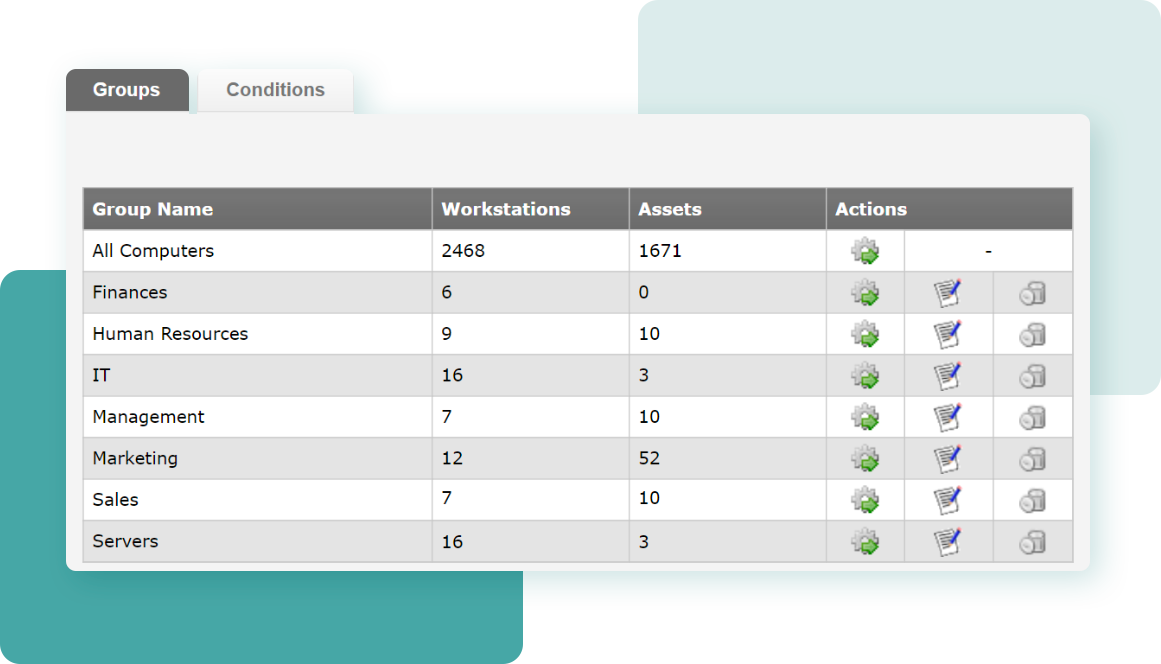 Groups Conditions
Group Name Workstations Assets Actions
All Computers 2468 1671 -
Finances 6 0
Human Resources 9 10
IT 16 3
Management 7 10
Marketing 12 52
Sales 7 10
Servers 16 3